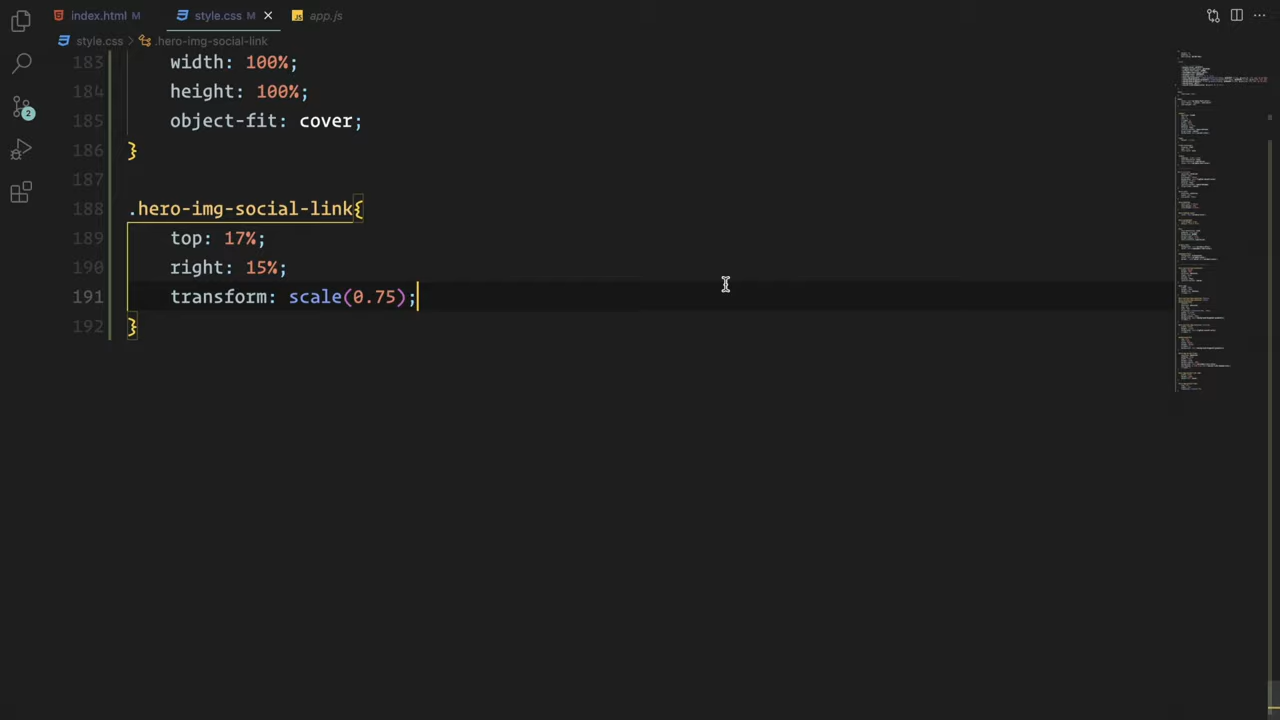 index.html M style.css M app.js
style.css > .hero-img-social-link
183 width: 100%;
184 height: 100%;
185 object-fit: cover;
186 }
187
188 .hero-img-social-link{
189 top: 17%;
190 right: 15%;
191 transform: scale(0.75);
192 }
2